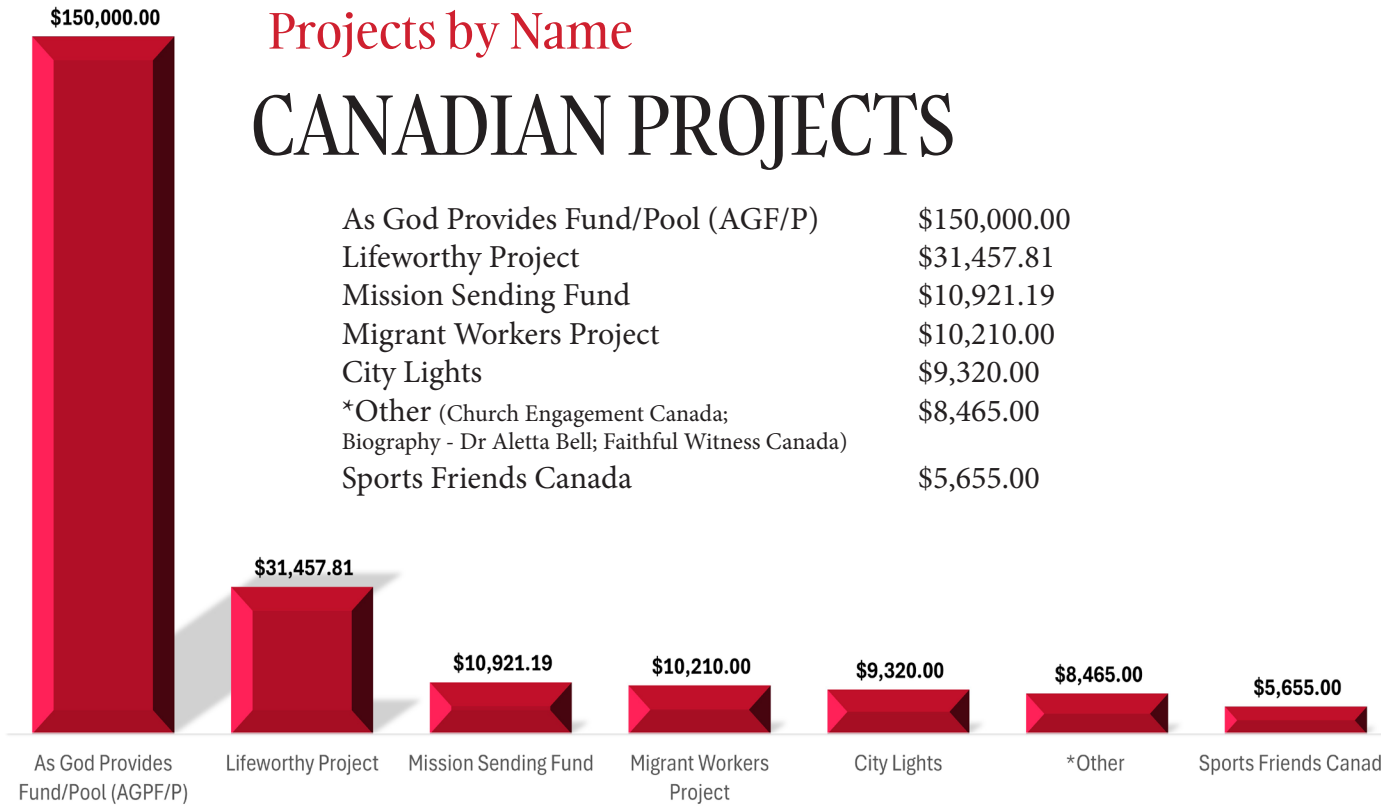 $150,000.00
Projects by Name
CANADIAN PROJECTS
As God Provides Fund/Pool (AGF/P) $150,000.00
Lifeworthy Project $31,457.81
Mission Sending Fund $10,921.19
Migrant Workers Project $10,210.00
City Lights $9,320.00
*Other (Church Engagement Canada; $8,465.00
Biography - Dr Aletta Bell; Faithful Witness Canada)
Sports Friends Canada $5,655.00
$31,457.81
$10,921.19
$10,210.00
$9,320.00
$8,465.00
$5,655.00
As God Provides
Fund/Pool (AGPF/P)
Lifeworthy Project
Mission Sending Fund
Migrant Workers
Project
City Lights
*Other
Sports Friends Canad